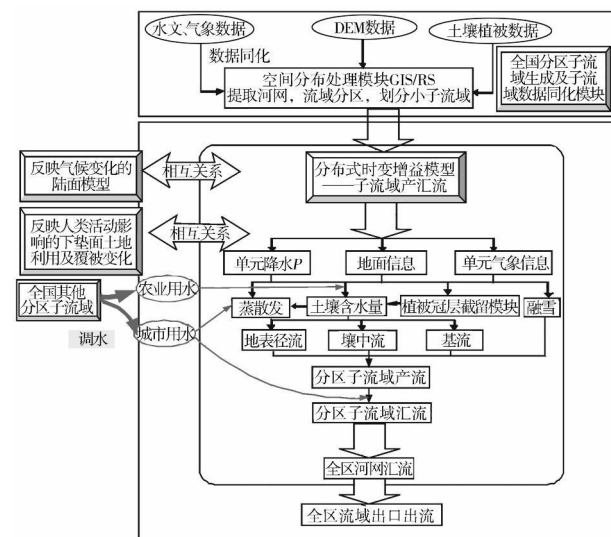 水文、气象数据
DEM数据
土壤植被数据
数据同化
空间分布处理模块GIS/RS
提取河网，流域分区，划分小子流域
全国分区子流
域生成及子流
域数据同化模块
反映气候变化的
陆面模型
相互关系
分布式时变增益模型
——子流域产汇流
反映人类活动影
响的下垫面土地
利用及覆被变化
相互关系
单元降水P
地面信息
单元气象信息
全国其他
分区子流域
农业用水
蒸散发
土壤含水量
植被冠层截留模块
融雪
调水
城市用水
地表径流
壤中流
基流
分区子流域产流
分区子流域汇流
全区河网汇流
全区流域出口出流